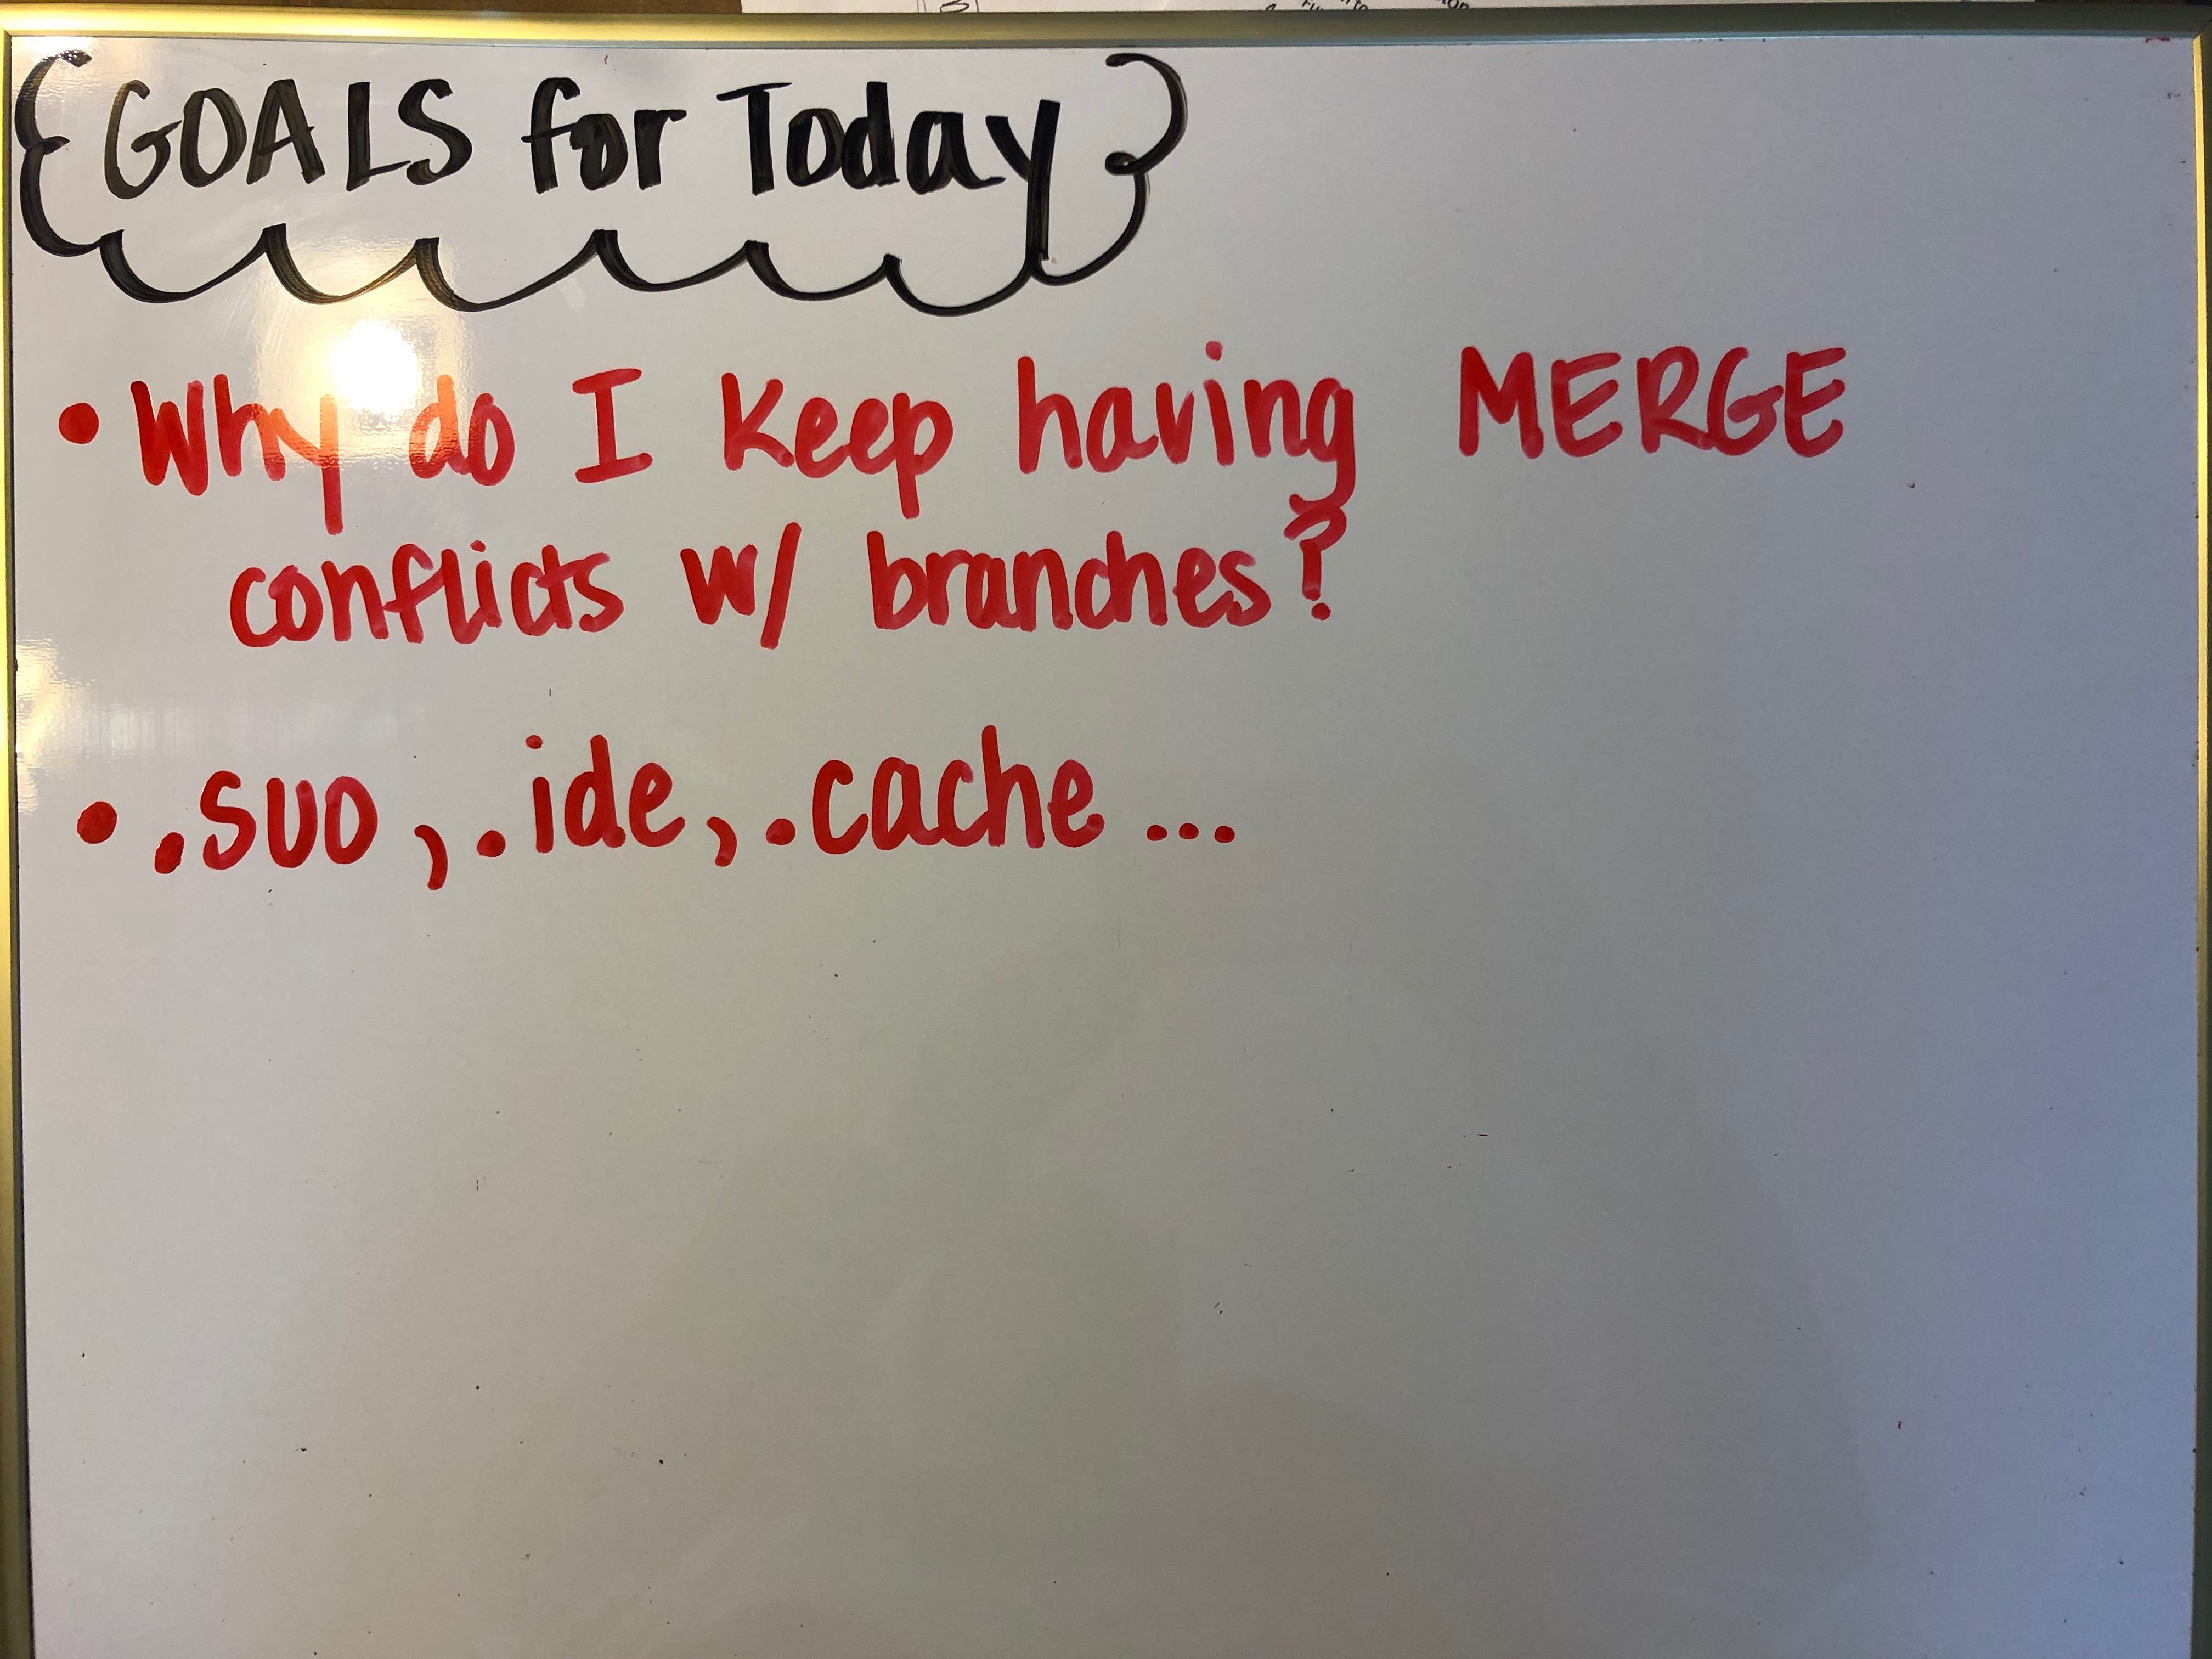 GOALS for Today
• Why do I keep having MERGE
conflicts w/ branches?
• .suo, .ide, .cache ...